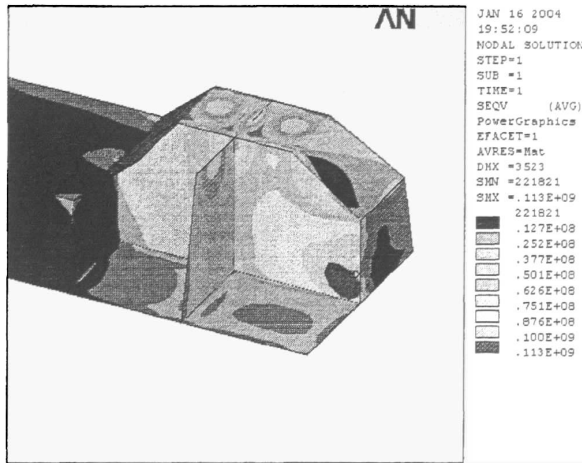 AN
JAN 16 2004
19:52:09
NODAL SOLUTION
STEP=1
SUB =1
TIME=1
SEQV (AVG)
PowerGraphics
EFACET=1
AVRES=Mat
DMX =3523
SMN =221821
SMX =.113E+09
221821
.127E+08
.252E+08
.377E+08
.501E+08
.626E+08
.751E+08
.876E+08
.100E+09
.113E+09